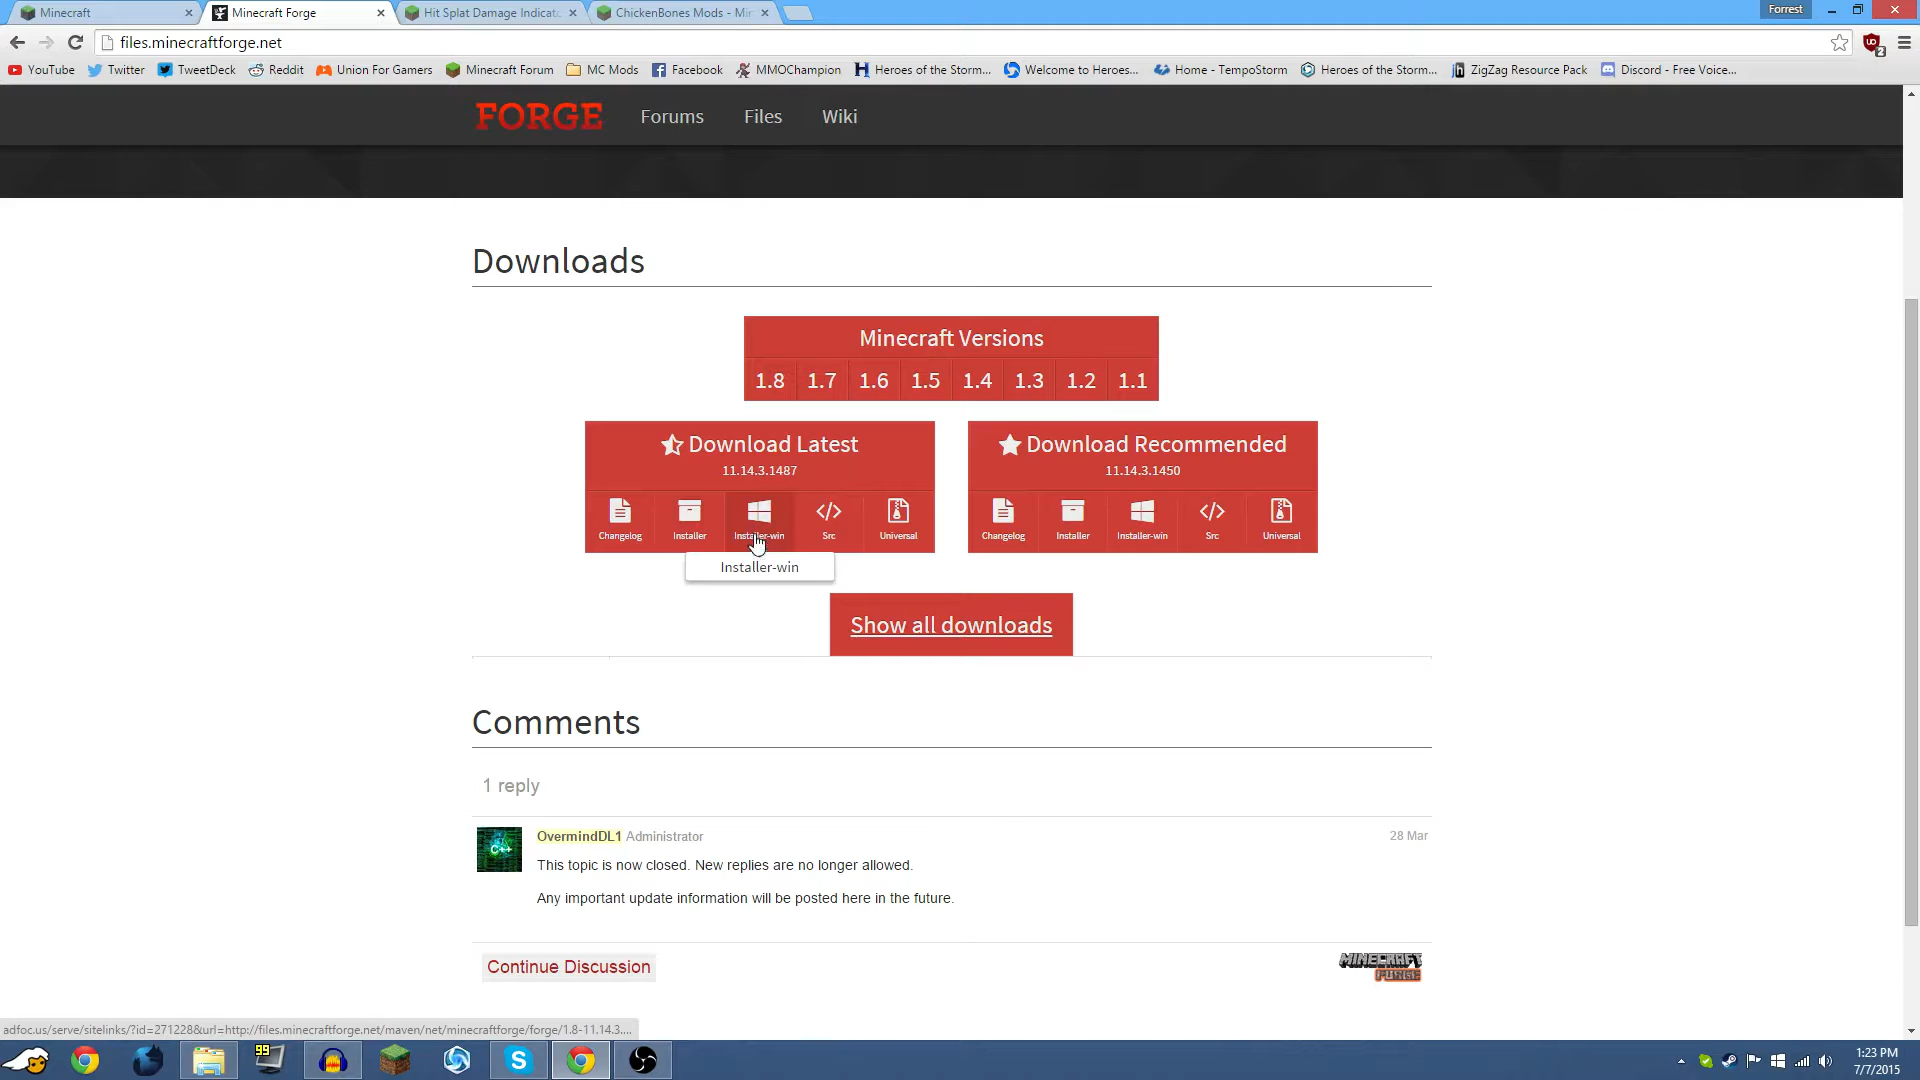 Minecraft
Minecraft Forge
Hit Splat Damage Indicato
ChickenBones Mods - Min
Forrest
files.minecraftforge.net
2
YouTube
Twitter
TweetDeck
Reddit
Union For Gamers
Minecraft Forum
MC Mods
Facebook
MMOChampion
Heroes of the Storm...
Welcome to Heroes...
Home - TempoStorm
Heroes of the Storm...
ZigZag Resource Pack
Discord - Free Voice...
FORGE
Forums
Files
Wiki
Downloads
Minecraft Versions
1.8 1.7 1.6 1.5 1.4 1.3 1.2 1.1
Download Latest
11.14.3.1487
Changelog
Installer
Installer-win
Src
Universal
Installer-win
Download Recommended
11.14.3.1450
Changelog
Installer
Installer-win
Src
Universal
Show all downloads
Comments
1 reply
C++
OvermindDL1 Administrator
28 Mar
This topic is now closed. New replies are no longer allowed.
Any important update information will be posted here in the future.
Continue Discussion
MINECRAFT
FORGE
adfoc.us/serve/sitelinks/?id=271228&url=http://files.minecraftforge.net/maven/net/minecraftforge/forge/1.8-11.14.3....
99
1:23 PM
7/7/2015